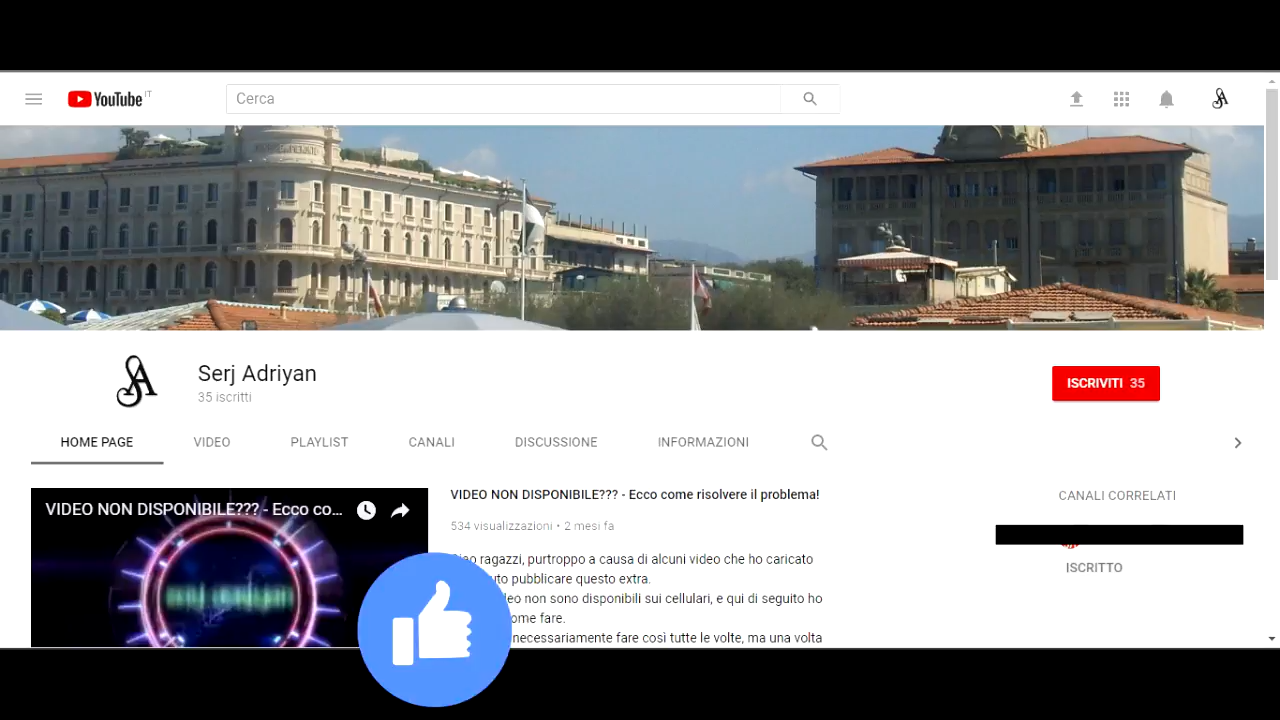 YouTube IT
Cerca
Serj Adriyan
35 iscritti
ISCRIVITI 35
HOME PAGE VIDEO PLAYLIST CANALI DISCUSSIONE INFORMAZIONI
VIDEO NON DISPONIBILE??? - Ecco co...
VIDEO NON DISPONIBILE??? - Ecco come risolvere il problema!
534 visualizzazioni • 2 mesi fa
ragazzi, purtroppo a causa di alcuni video che ho caricato
pubblicare questo extra.
non sono disponibili sui cellulari, e qui di seguito ho
fare.
necessariamente fare così tutte le volte, ma una volta
CANALI CORRELATI
ISCRITTO